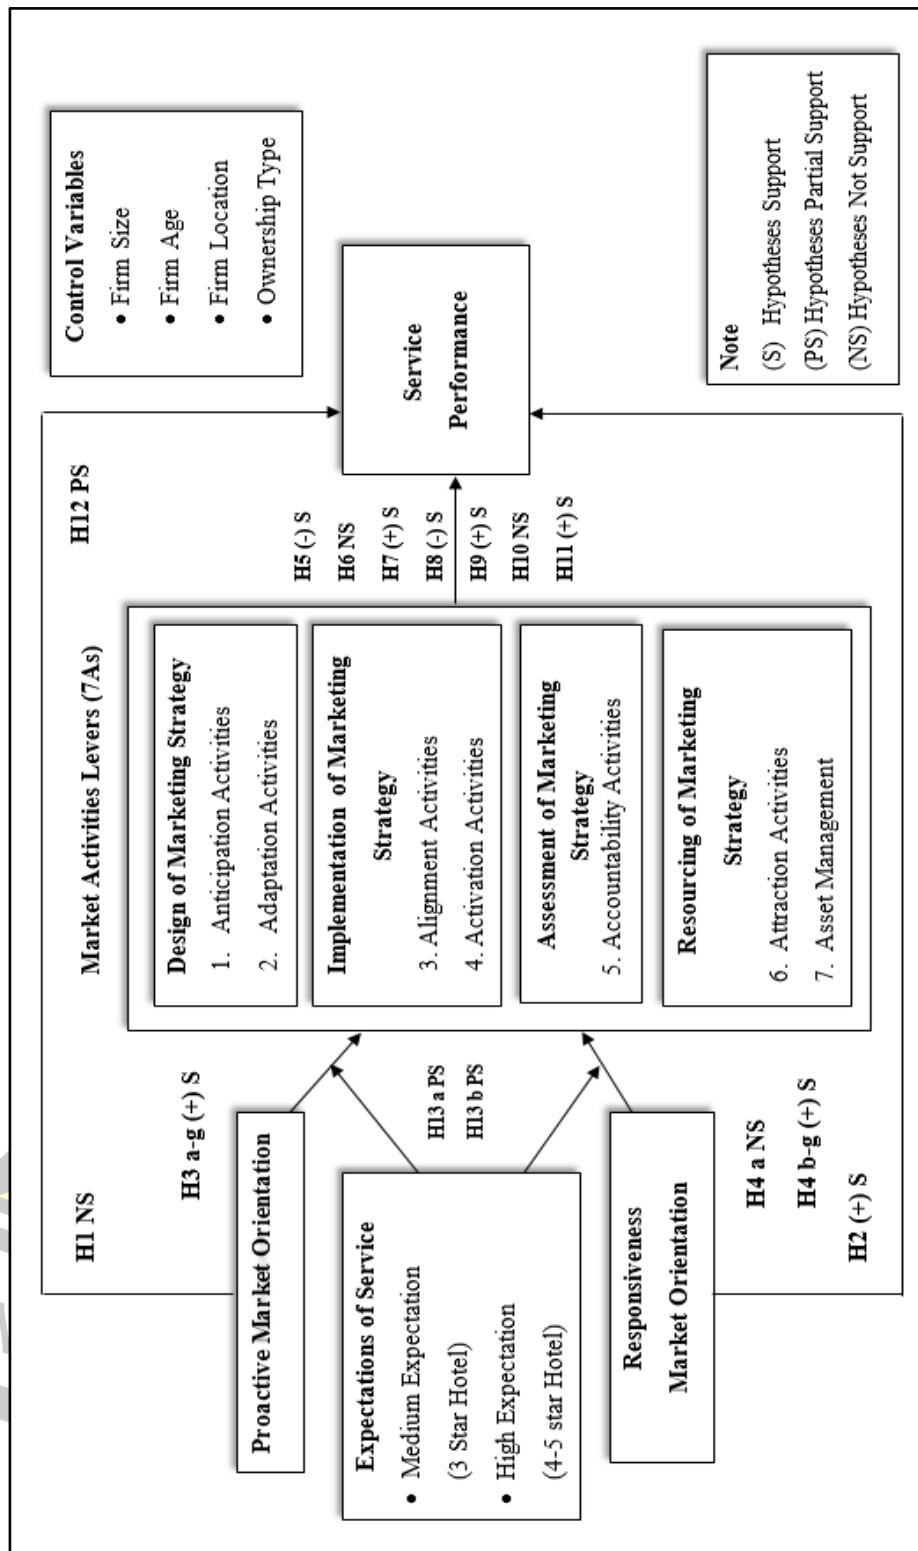 H1 NS
H3 a-g (+) S
Proactive Market Orientation
Expectations of Service
• Medium Expectation
(3 Star Hotel)
• High Expectation
(4-5 star Hotel)
Responsiveness
Market Orientation
H4 a NS
H4 b-g (+) S
H2 (+) S
H13 a PS
H13 b PS
Market Activities Levers (7As)
Design of Marketing Strategy
1. Anticipation Activities
2. Adaptation Activities
Implementation of Marketing
Strategy
3. Alignment Activities
4. Activation Activities
Assessment of Marketing
Strategy
5. Accountability Activities
Resourcing of Marketing
Strategy
6. Attraction Activities
7. Asset Management
H12 PS
H5 (-) S
H6 NS
H7 (+) S
H8 (-) S
H9 (+) S
H10 NS
H11 (+) S
Service
Performance
Control Variables
• Firm Size
• Firm Age
• Firm Location
• Ownership Type
Note
(S) Hypotheses Support
(PS) Hypotheses Partial Support
(NS) Hypotheses Not Support